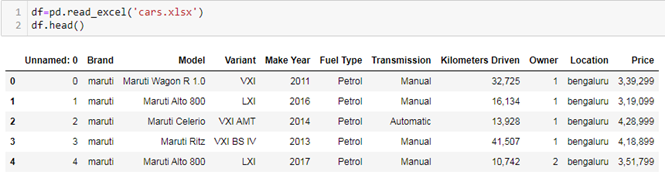 1 df=pd.read_excel('cars.xlsx')
2 df.head()
Unnamed: 0 Brand Model Variant Make Year Fuel Type Transmission Kilometers Driven Owner Location Price
0 0 maruti Maruti Wagon R 1.0 VXI 2011 Petrol Manual 32,725 1 bengaluru 3,39,299
1 1 maruti Maruti Alto 800 LXI 2016 Petrol Manual 16,134 1 bengaluru 3,19,099
2 2 maruti Maruti Celerio VXI AMT 2014 Petrol Automatic 13,928 1 bengaluru 4,28,999
3 3 maruti Maruti Ritz VXI BS IV 2013 Petrol Manual 41,507 1 bengaluru 4,18,899
4 4 maruti Maruti Alto 800 LXI 2017 Petrol Manual 10,742 2 bengaluru 3,51,799